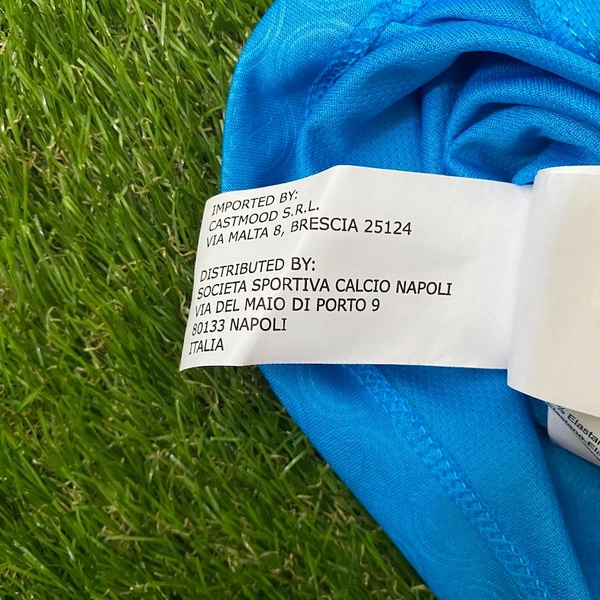 IMPORTED BY:
CASTMOOD S.R.L.
VIA MALTA 8, BRESCIA 25124
DISTRIBUTED BY:
SOCIETA SPORTIVA CALCIO NAPOLI
VIA DEL MAIO DI PORTO 9
80133 NAPOLI
ITALIA